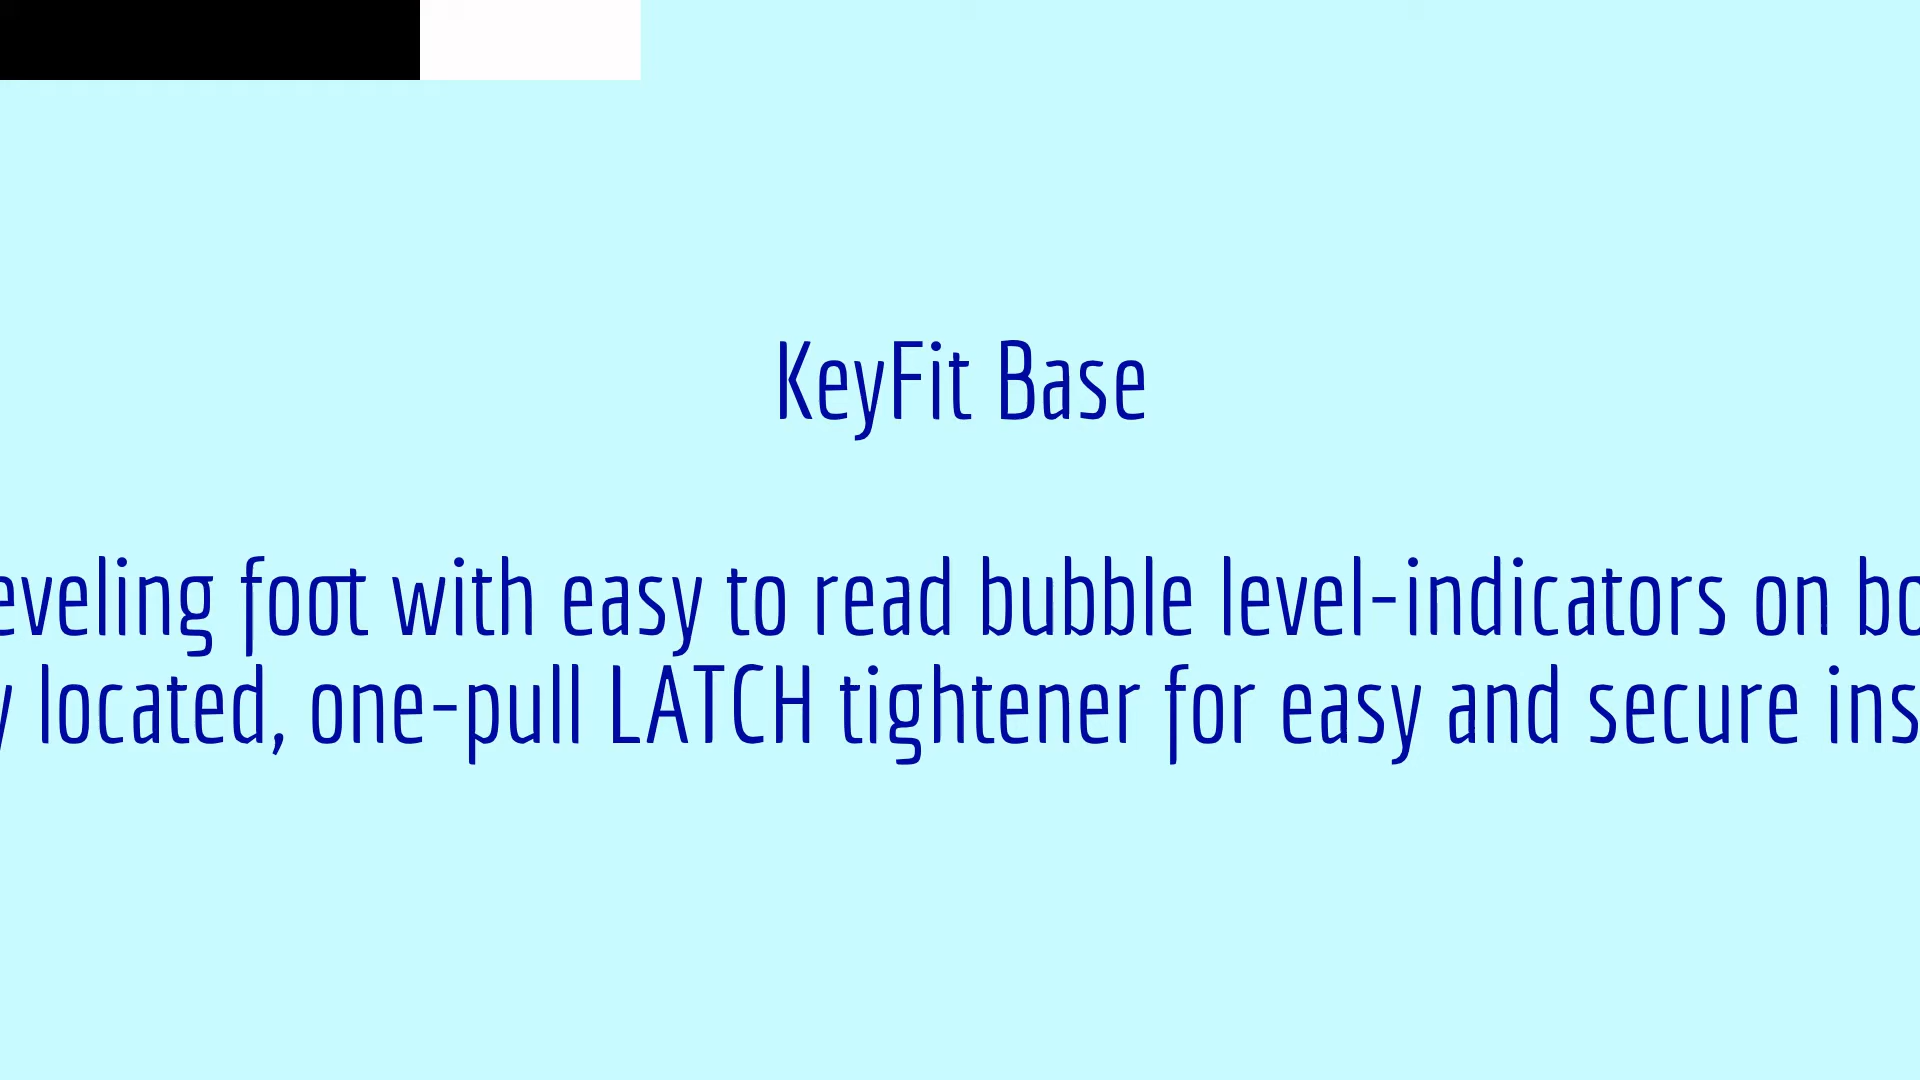 KeyFit Base
eveling foot with easy to read bubble level-indicators on bo
y located, one-pull LATCH tightener for easy and secure ins